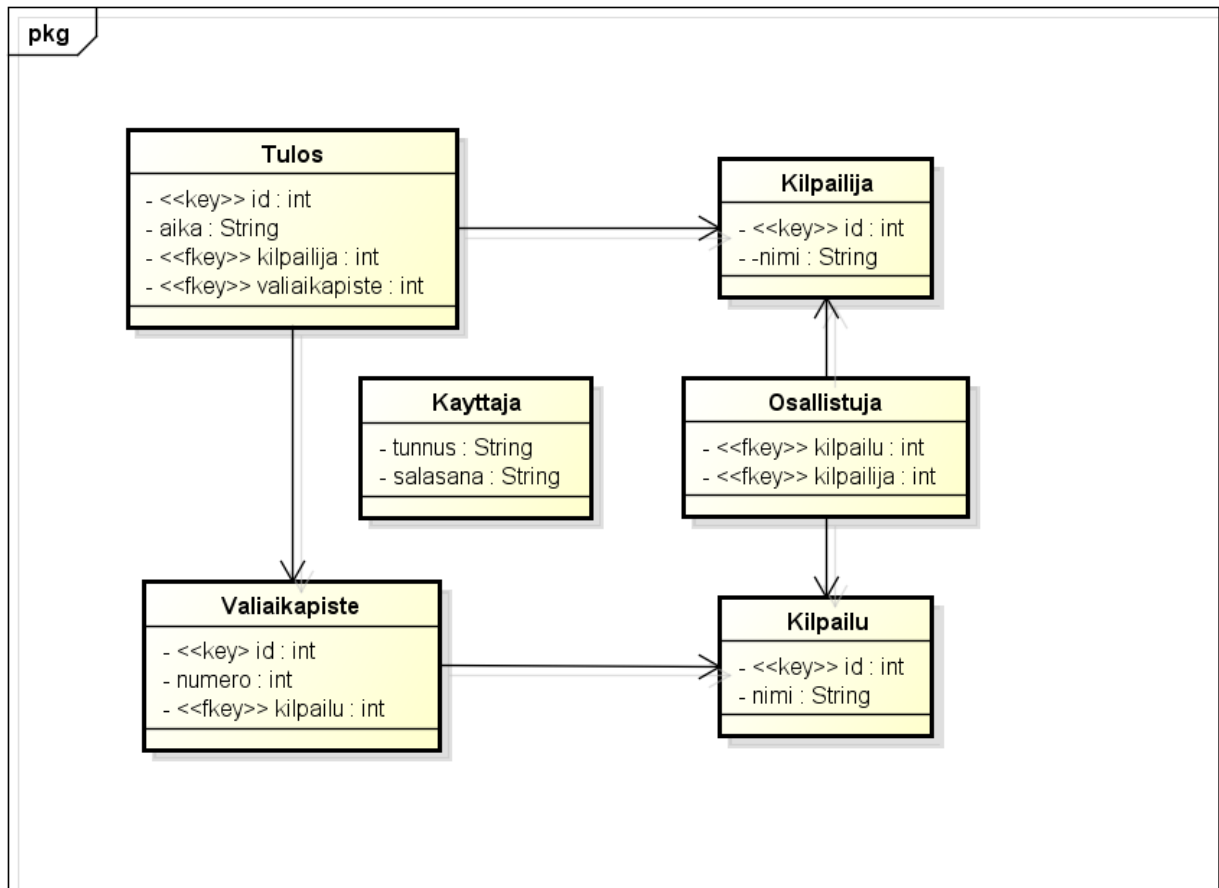 pkg
Tulos
- <<key>> id : int
- aika : String
- <<fkey>> kilpailija : int
- <<fkey>> valiaikapiste : int
Kilpailija
- <<key>> id : int
- -nimi : String
Kayttaja
- tunnus : String
- salasana : String
Osallistuja
- <<fkey>> kilpailu : int
- <<fkey>> kilpailija : int
Valiaikapiste
- <<key> id : int
- numero : int
- <<fkey>> kilpailu : int
Kilpailu
- <<key>> id : int
- nimi : String